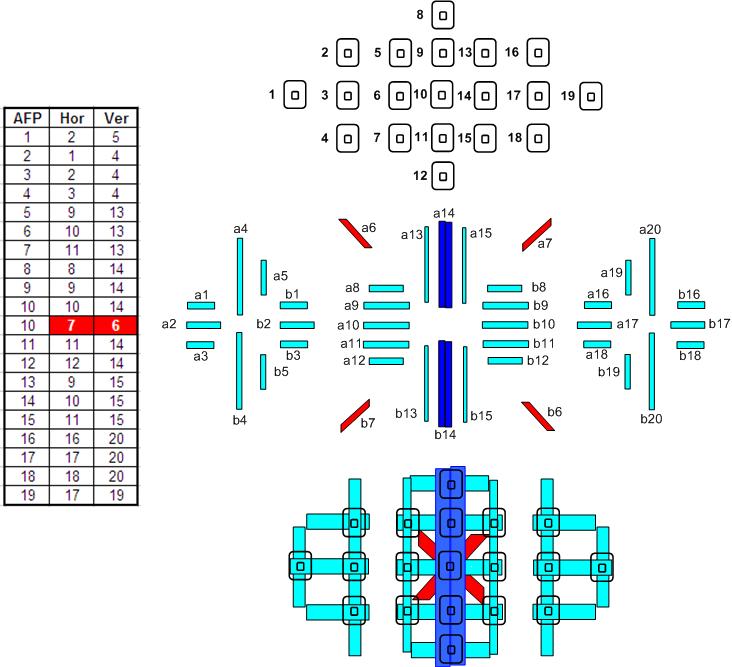 8
2 5 9 13 16
1 3 6 10 14 17 19
4 7 11 15 18
12
AFP Hor Ver
1 2 5
2 1 4
3 2 4
4 3 4
5 9 13
6 10 13
7 11 13
8 8 14
9 9 14
10 10 14
10 7 6
11 11 14
12 12 14
13 9 15
14 10 15
15 11 15
16 16 20
17 17 20
18 18 20
19 17 19
a14
a4 a6 a13 a15 a7 a20
a5 a19
a1 b1 a8 b8 a16 b16
a9 b9
a2 b2 a10 b10 a17 b17
a3 b3 a11 b11 a18 b18
a12 b12
b5 b19
b4 b7 b13 b15 b6 b20
b14